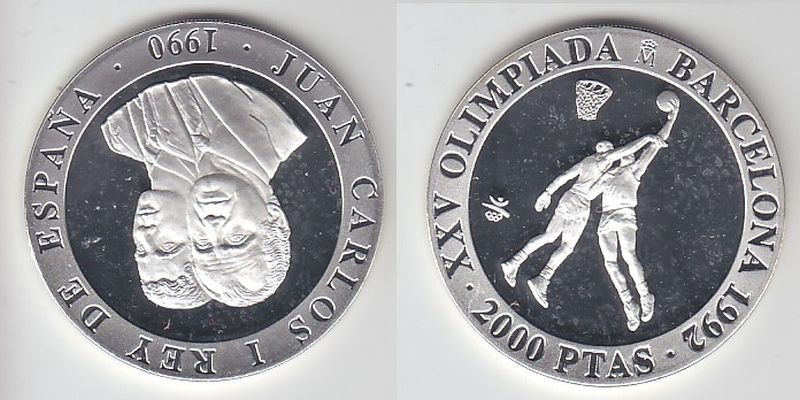 JUAN CARLOS I REY DE ESPAÑA · 1990 ·
XXV OLIMPIADA M BARCELONA 1992
· 2000 PTAS ·